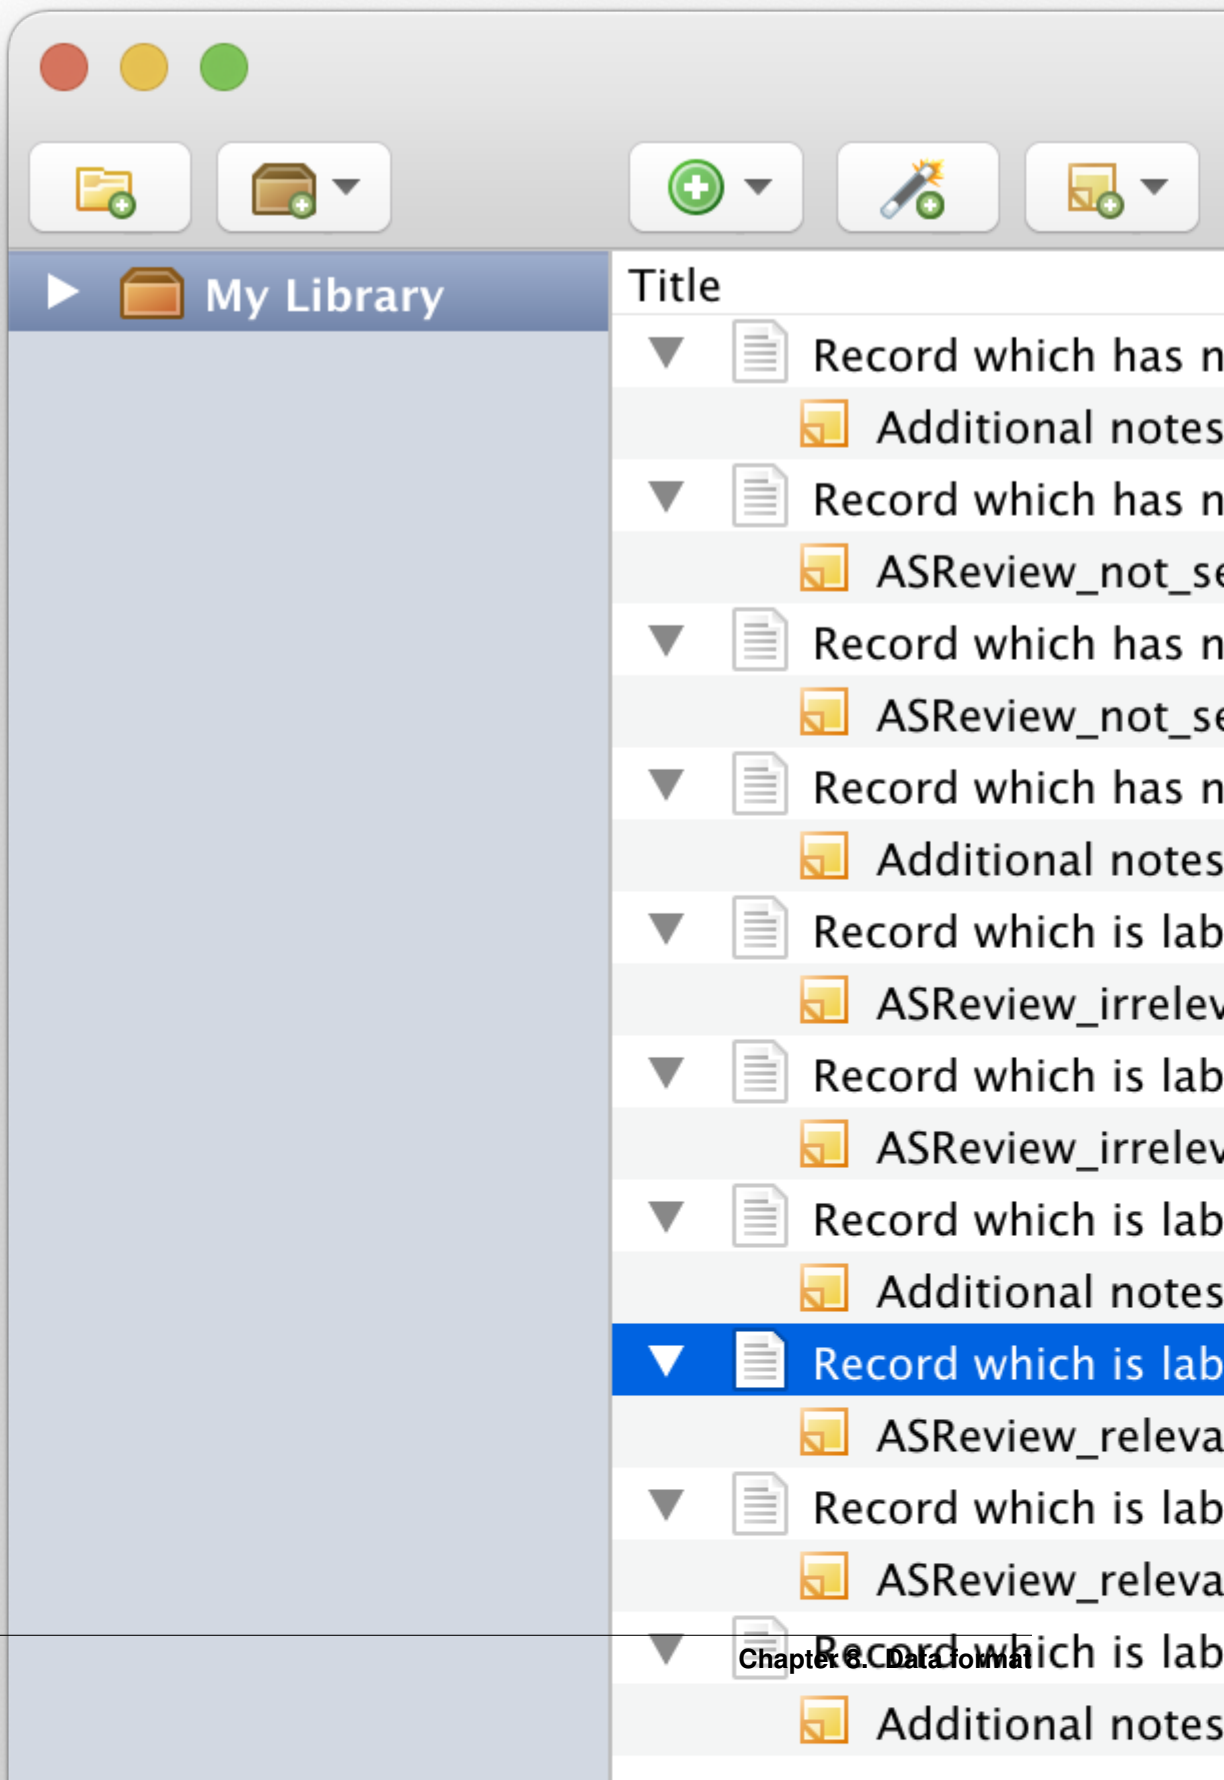 My Library
Title
Record which has n
Additional notes
Record which has n
ASReview_not_se
Record which has n
ASReview_not_se
Record which has n
Additional notes
Record which is lab
ASReview_irrelev
Record which is lab
ASReview_irrelev
Record which is lab
Additional notes
Record which is lab
ASReview_releva
Record which is lab
ASReview_releva
Record which is lab
Chapter 8. Data format
Additional notes